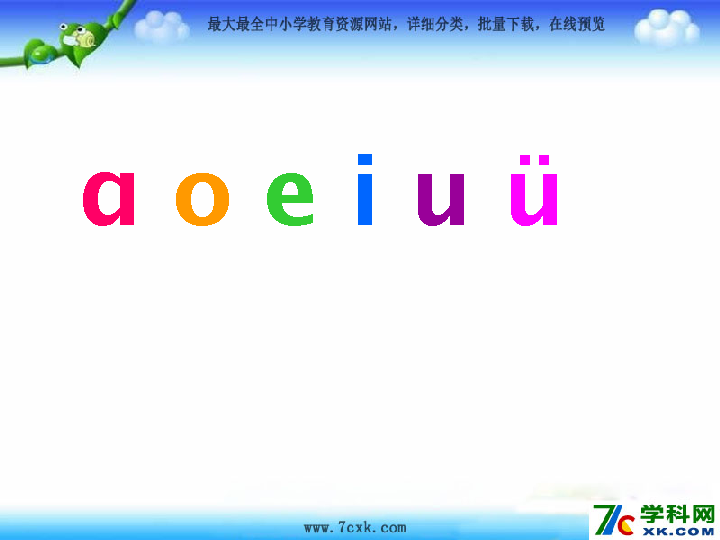 最大最全中小学教育资源网站，详细分类，批量下载，在线预览
ɑ o e i u ü
www.7cxk.com
7C 学科网
XK.COM